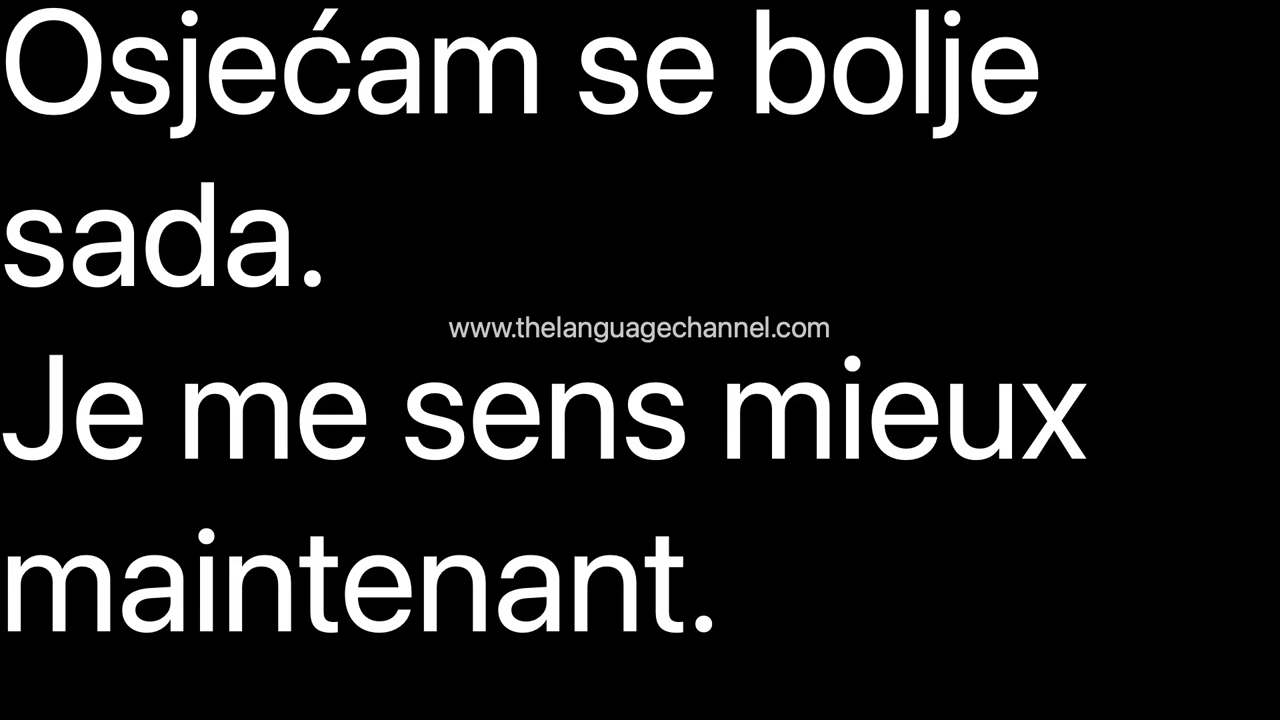 Osjećam se bolje
sada.
www.thelanguagechannel.com
Je me sens mieux
maintenant.